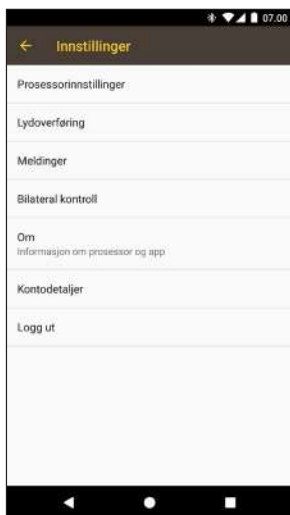 07.00
Innstillinger
Prosessorinnstillinger
Lydoverføring
Meldinger
Bilateral kontroll
Om
Informasjon om prosessor og app
Kontodetaljer
Logg ut